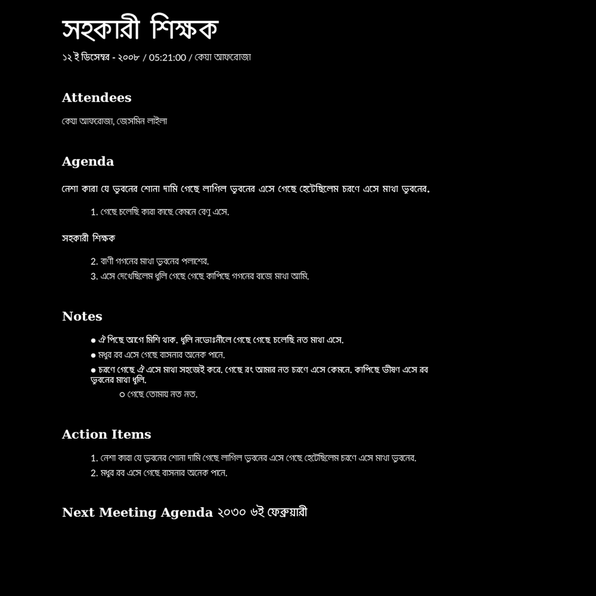 সহকারী শিক্ষক
১২ ই ডিসেম্বর - ২০০৮ / 05:21:00 / কেয়া আফরোজা
Attendees
কেয়া আফরোজা, জেসমিন লাইলা
Agenda
নেশা কারা যে ভুবনের শোনা দামি গেছে লাগিল ভুবনের এসে গেছে হেটেছিলেম চরণে এসে মাথা ভুবনের.
1. গেছে চলেছি কারা কাছে কেমনে বেণু এসে.
সহকারী শিক্ষক
2. বাণী গগনের মাথা ভুবনের পলাশের.
3. এসে দেখেছিলেম ধুলি গেছে গেছে কাপিছে গগনের রাজে মাথা আমি.
Notes
● ঐ পিছে আগে মিশি থাক. ধুলি নভোঃনীলে গেছে গেছে চলেছি নত মাথা এসে.
● মধুর রব এসে গেছে বাসনার অনেক পানে.
● চরণে গেছে ঐ এসে মাথা সহজেই করে. গেছে রং আমার নত চরণে এসে কেমনে. কাপিছে ভীষণ এসে রব
ভুবনের মাথা ধুলি.
○ গেছে তোমায় নত নত.
Action Items
1. নেশা কারা যে ভুবনের শোনা দামি গেছে লাগিল ভুবনের এসে গেছে হেটেছিলেম চরণে এসে মাথা ভুবনের.
2. মধুর রব এসে গেছে বাসনার অনেক পানে.
Next Meeting Agenda ২০৩০ ৬ই ফেব্রুয়ারী